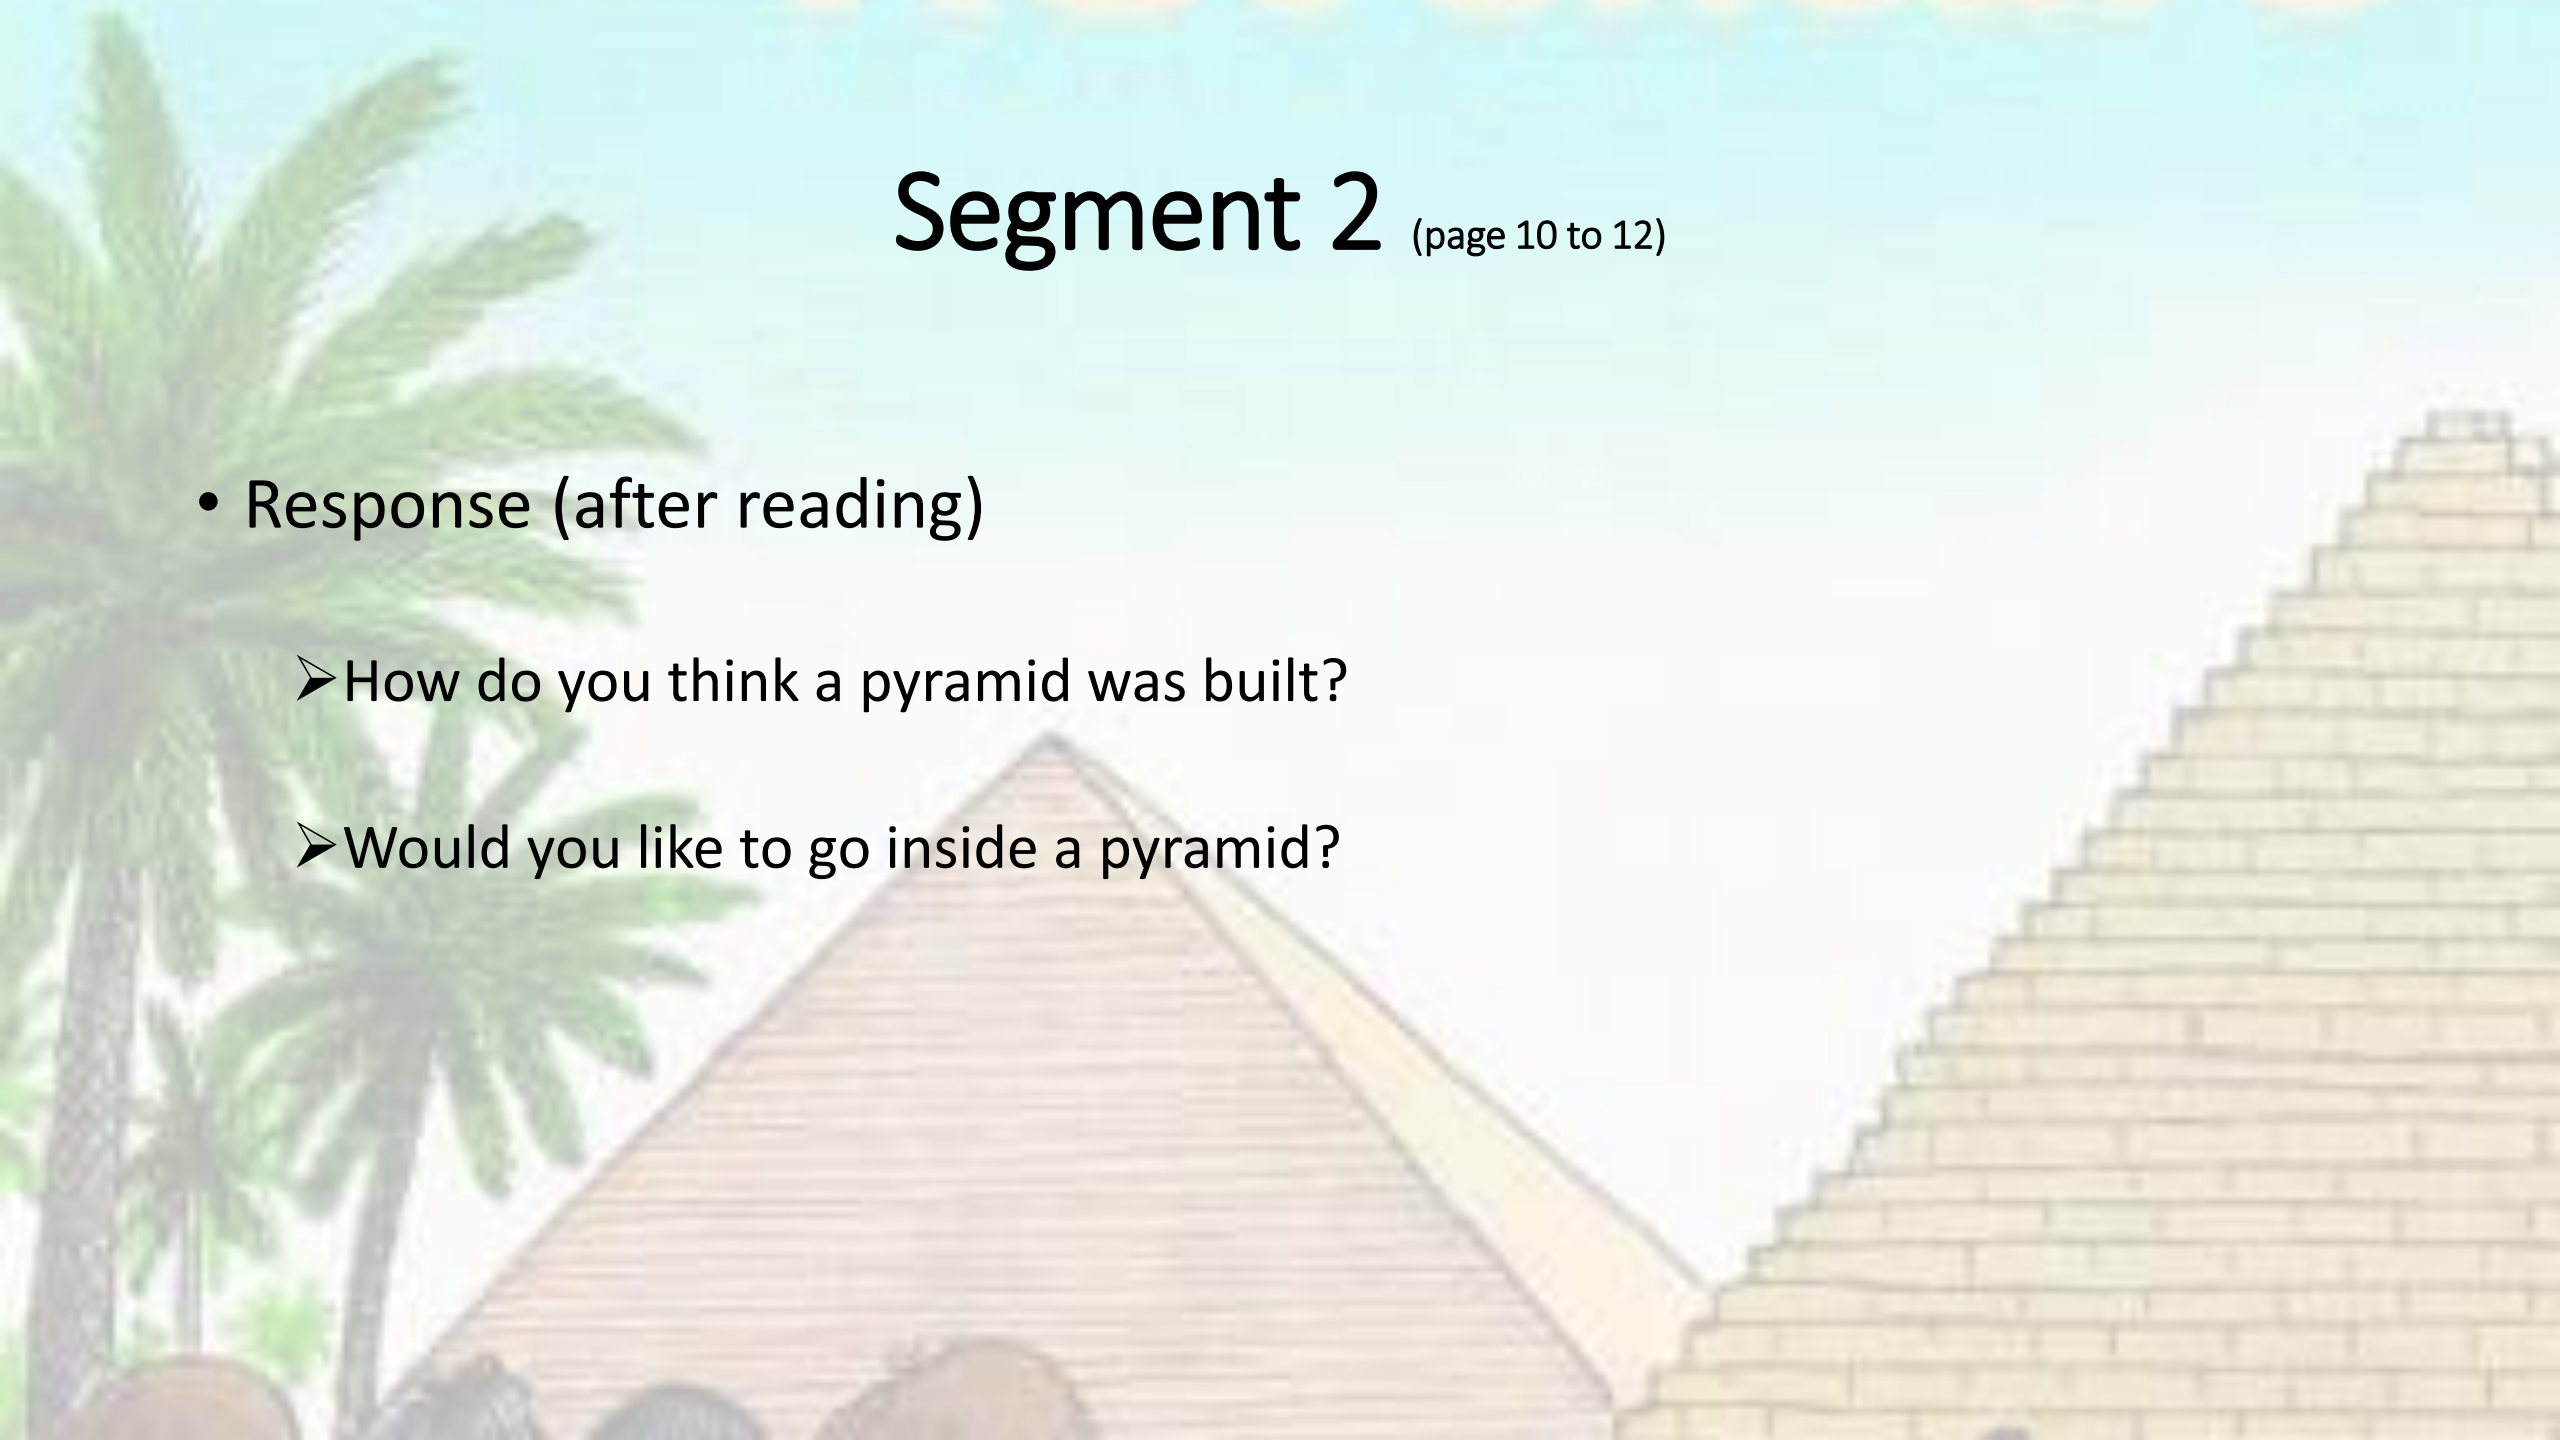 Segment 2 (page 10 to 12)
• Response (after reading)
➢How do you think a pyramid was built?
➢Would you like to go inside a pyramid?